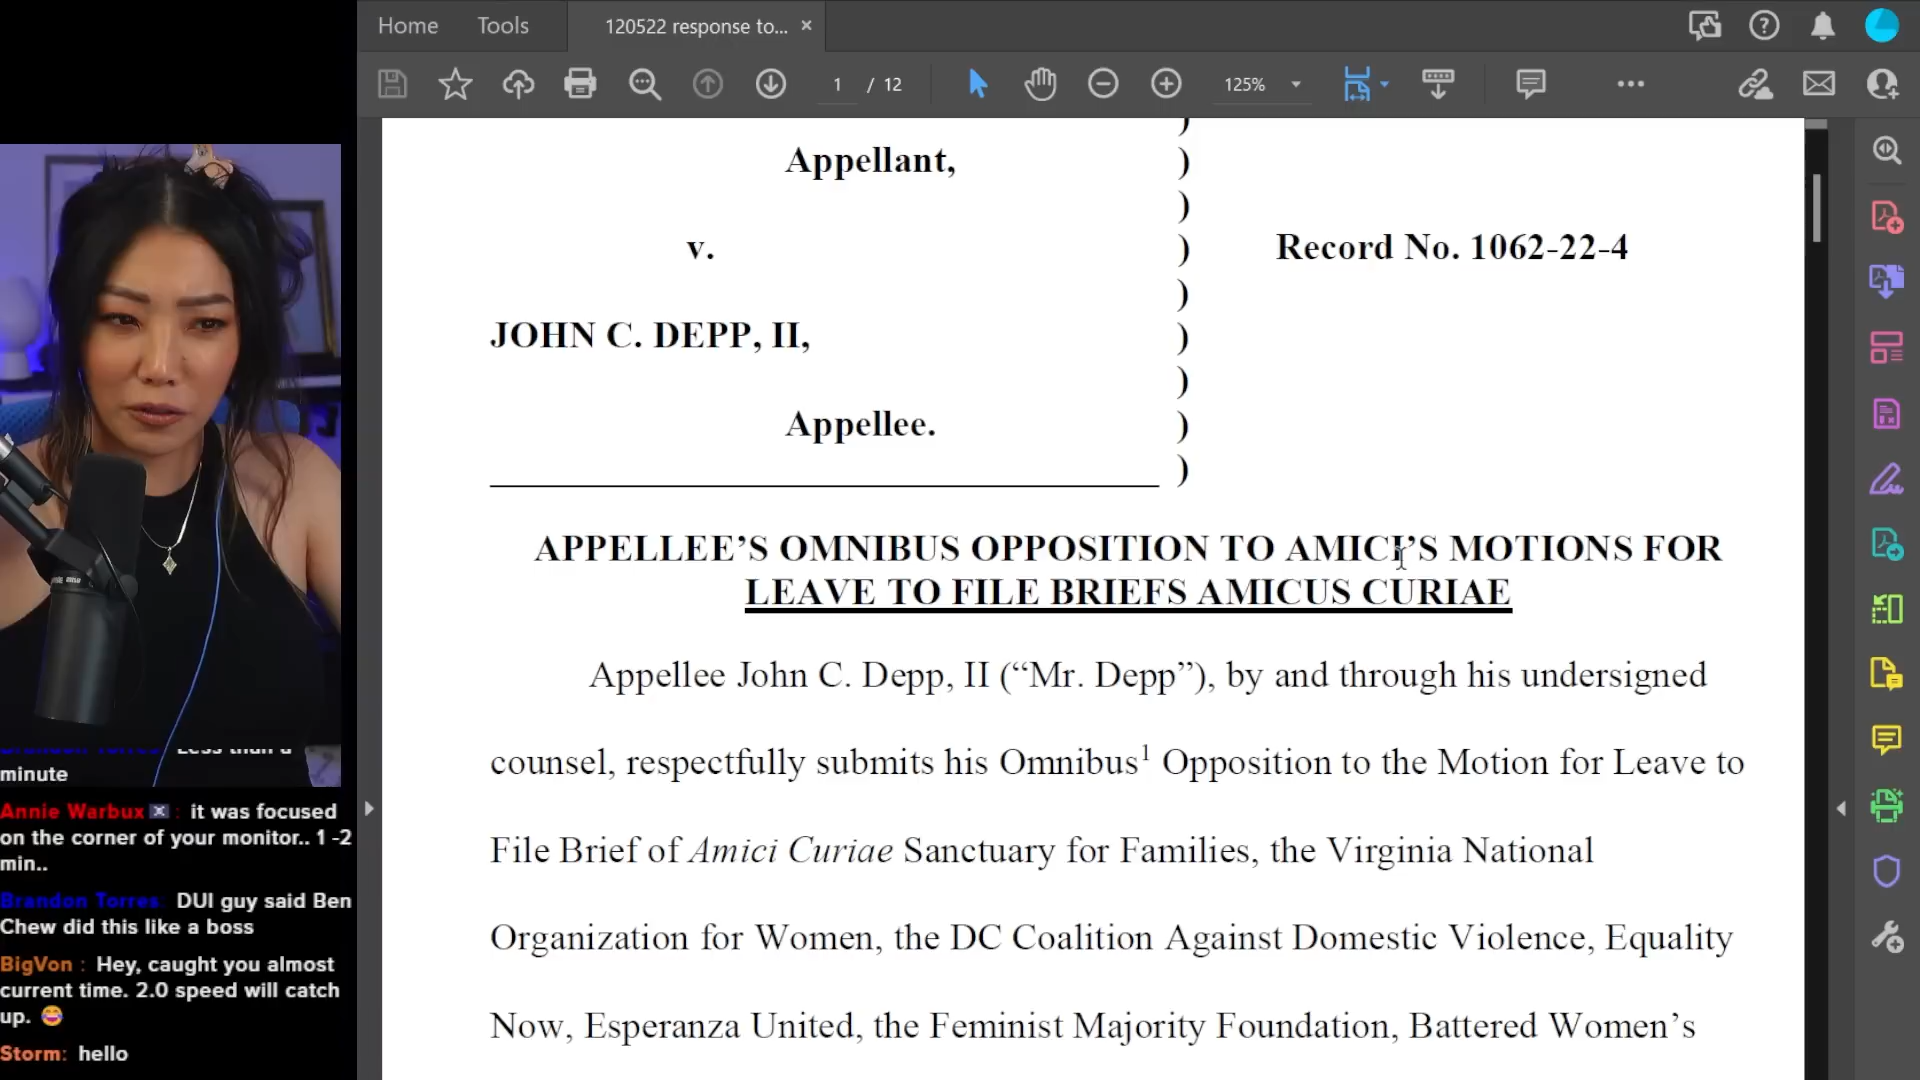 Home
Tools
120522 response to...
1 / 12
125%
Appellant,
v.
Record No. 1062-22-4
JOHN C. DEPP, II,
Appellee.
)
)
)
)
)
)
)
)
)
APPELLEE’S OMNIBUS OPPOSITION TO AMICI’S MOTIONS FOR
LEAVE TO FILE BRIEFS AMICUS CURIAE
Appellee John C. Depp, II (“Mr. Depp”), by and through his undersigned
counsel, respectfully submits his Omnibus1 Opposition to the Motion for Leave to
File Brief of Amici Curiae Sanctuary for Families, the Virginia National
Organization for Women, the DC Coalition Against Domestic Violence, Equality
Now, Esperanza United, the Feminist Majority Foundation, Battered Women’s
minute
Annie Warbux : it was focused
on the corner of your monitor.. 1 -2
min..
Brandon Torres: DUI guy said Ben
Chew did this like a boss
BigVon : Hey, caught you almost
current time. 2.0 speed will catch
up. 😂
Storm: hello